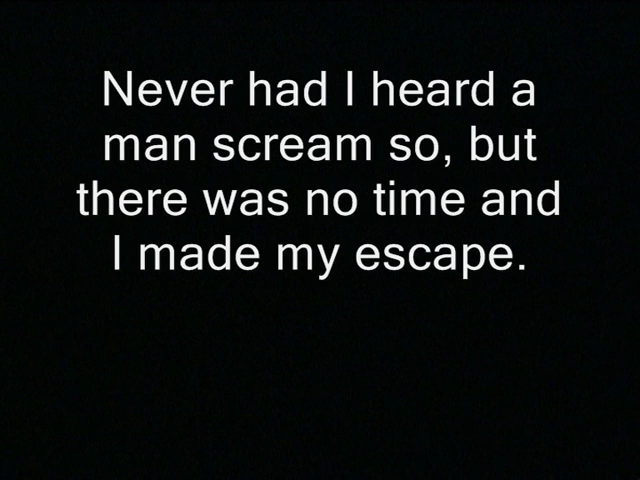 Never had I heard a
man scream so, but
there was no time and
I made my escape.